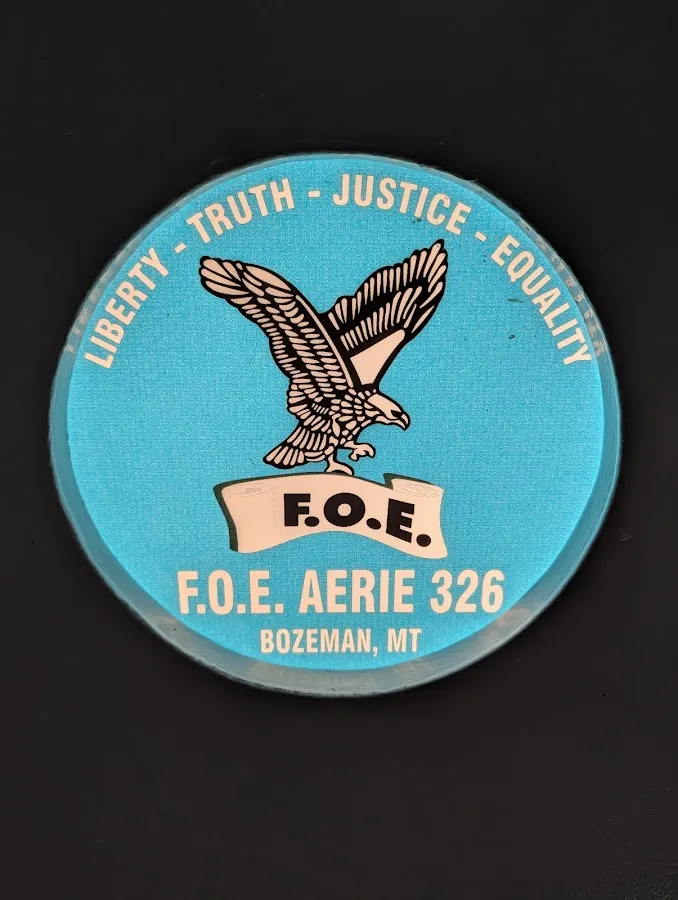 LIBERTY - TRUTH - JUSTICE - EQUALITY
F.O.E.
F.O.E. AERIE 326
BOZEMAN, MT